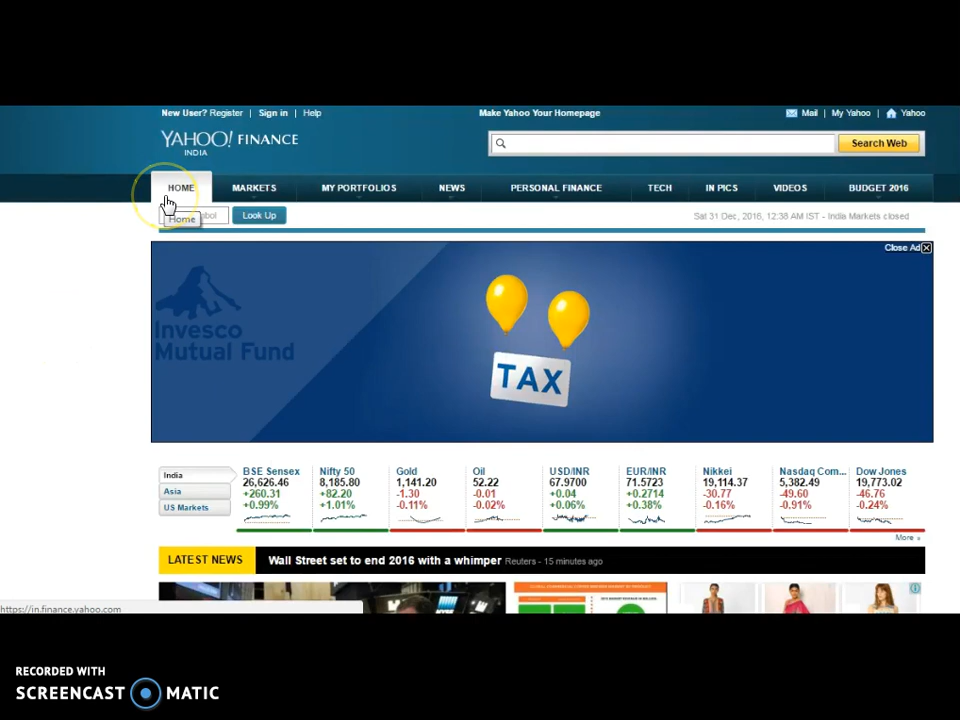 New User? Register | Sign in | Help
Make Yahoo Your Homepage
Mail | My Yahoo | Yahoo
YAHOO! FINANCE
INDIA
Search Web
HOME MARKETS MY PORTFOLIOS NEWS PERSONAL FINANCE TECH IN PICS VIDEOS BUDGET 2016
Look Up
Sat 31 Dec, 2016, 12:38 AM IST - India Markets closed
Home
Close Ad
Invesco
Mutual Fund
TAX
India
Asia
US Markets
BSE Sensex
26,626.46
+260.31
+0.99%
Nifty 50
8,185.80
+82.20
+1.01%
Gold
1,141.20
-1.30
-0.11%
Oil
52.22
-0.01
-0.02%
USD/INR
67.9700
+0.04
+0.06%
EUR/INR
71.5723
+0.2714
+0.38%
Nikkei
19,114.37
-30.77
-0.16%
Nasdaq Com...
5,382.49
-49.60
-0.91%
Dow Jones
19,773.02
-46.76
-0.24%
More »
LATEST NEWS Wall Street set to end 2016 with a whimper Reuters - 15 minutes ago
https://in.finance.yahoo.com
RECORDED WITH
SCREENCAST MATIC